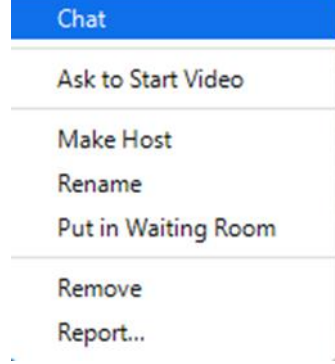 Chat
Ask to Start Video
Make Host
Rename
Put in Waiting Room
Remove
Report...